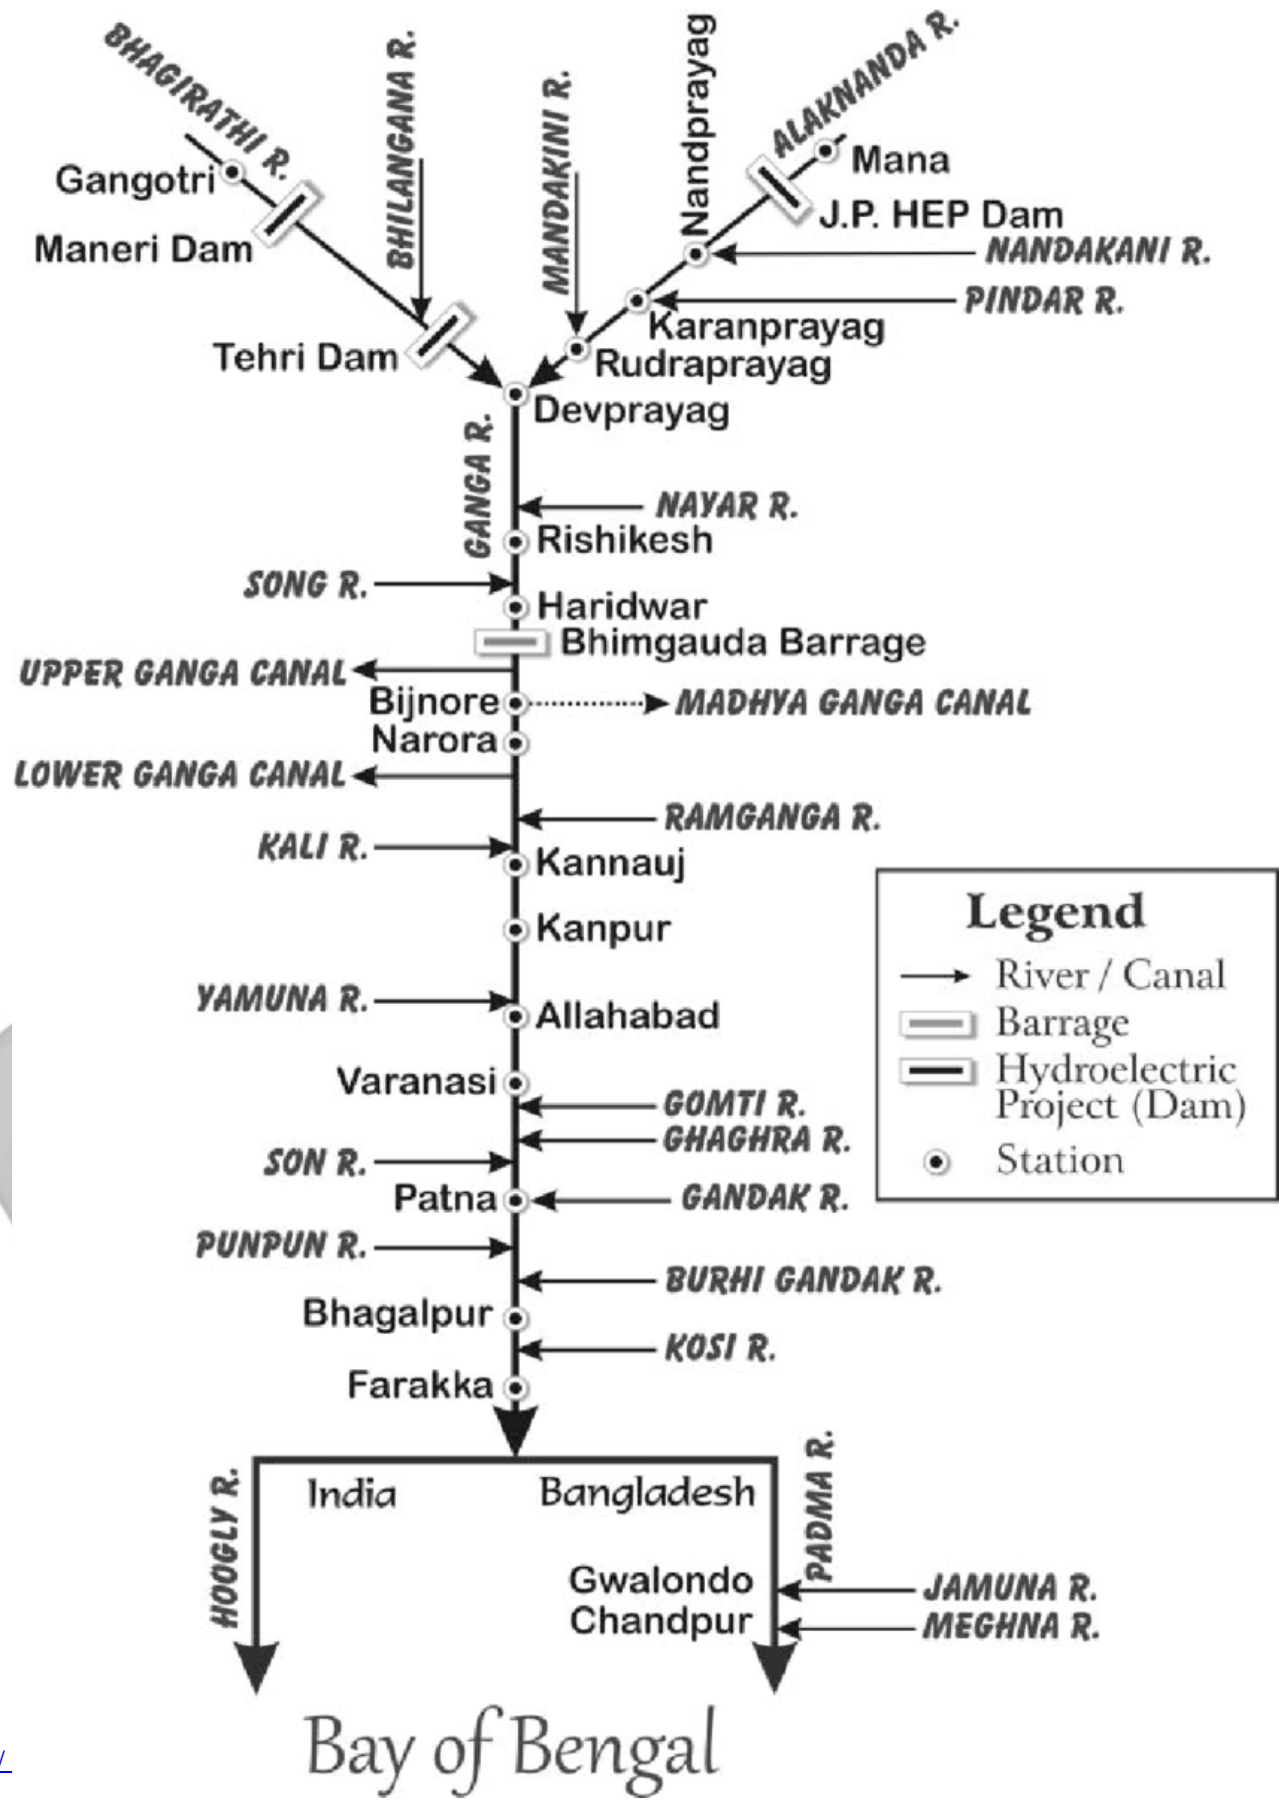 BHAGIRATHI R.
BHILANGANA R.
MANDAKINI R.
Nandprayag
ALAKNANDA R.
Gangotri
Mana
Maneri Dam
J.P. HEP Dam
NANDAKANI R.
PINDAR R.
Karanprayag
Tehri Dam
Rudraprayag
Devprayag
GANGA R.
NAYAR R.
Rishikesh
SONG R.
Haridwar
Bhimgauda Barrage
UPPER GANGA CANAL
Bijnore
MADHYA GANGA CANAL
Narora
LOWER GANGA CANAL
RAMGANGA R.
KALI R.
Kannauj
Kanpur
YAMUNA R.
Allahabad
Varanasi
GOMTI R.
GHAGHRA R.
SON R.
Patna
GANDAK R.
PUNPUN R.
BURHI GANDAK R.
Bhagalpur
KOSI R.
Farakka
Legend
River / Canal
Barrage
Hydroelectric
Project (Dam)
Station
HOOGLY R.
India
Bangladesh
PADMA R.
Gwalondo
JAMUNA R.
Chandpur
MEGHNA R.
Bay of Bengal
/